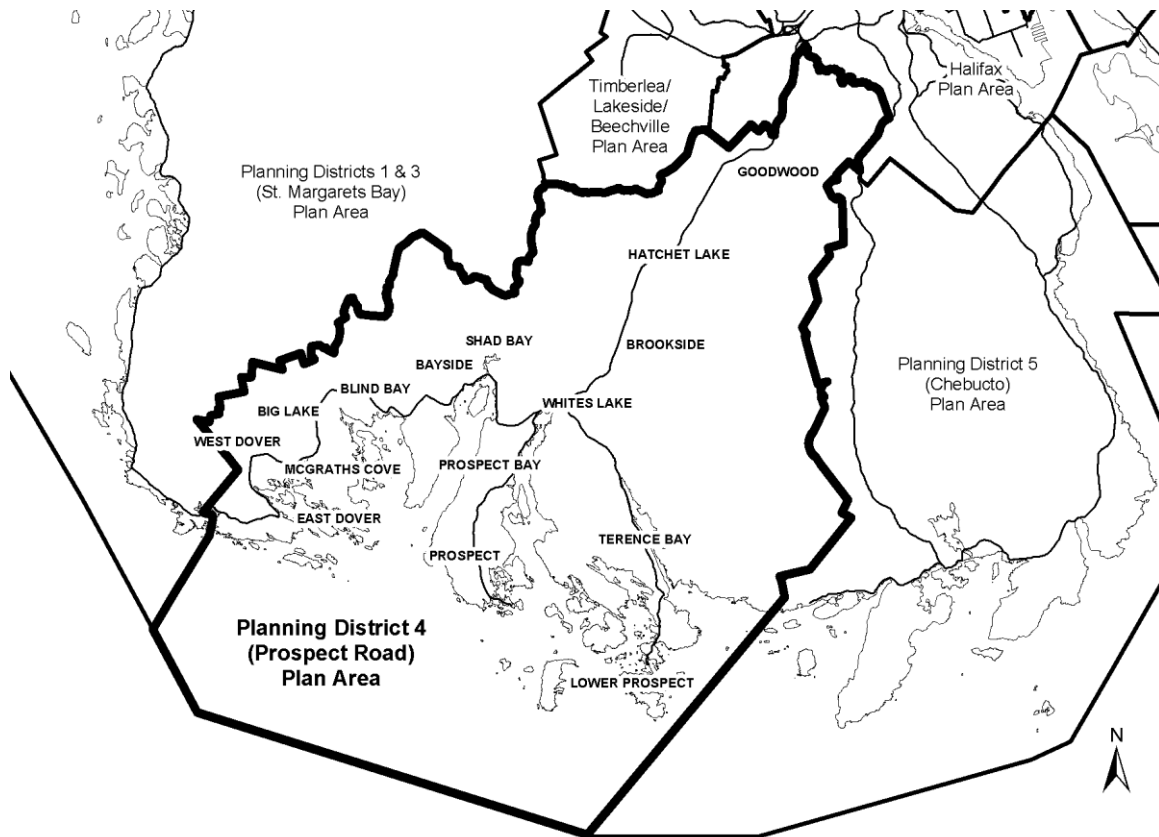 Halifax
Plan Area
Timberlea/
Lakeside/
Beechville
Plan Area
Planning Districts 1 & 3
(St. Margarets Bay)
Plan Area
GOODWOOD
HATCHET LAKE
SHAD BAY
BROOKSIDE
BAYSIDE
Planning District 5
(Chebucto)
Plan Area
BLIND BAY
WHITES LAKE
BIG LAKE
WEST DOVER
MCGRATHS COVE
PROSPECT BAY
EAST DOVER
TERENCE BAY
PROSPECT
Planning District 4
(Prospect Road)
Plan Area
LOWER PROSPECT
N